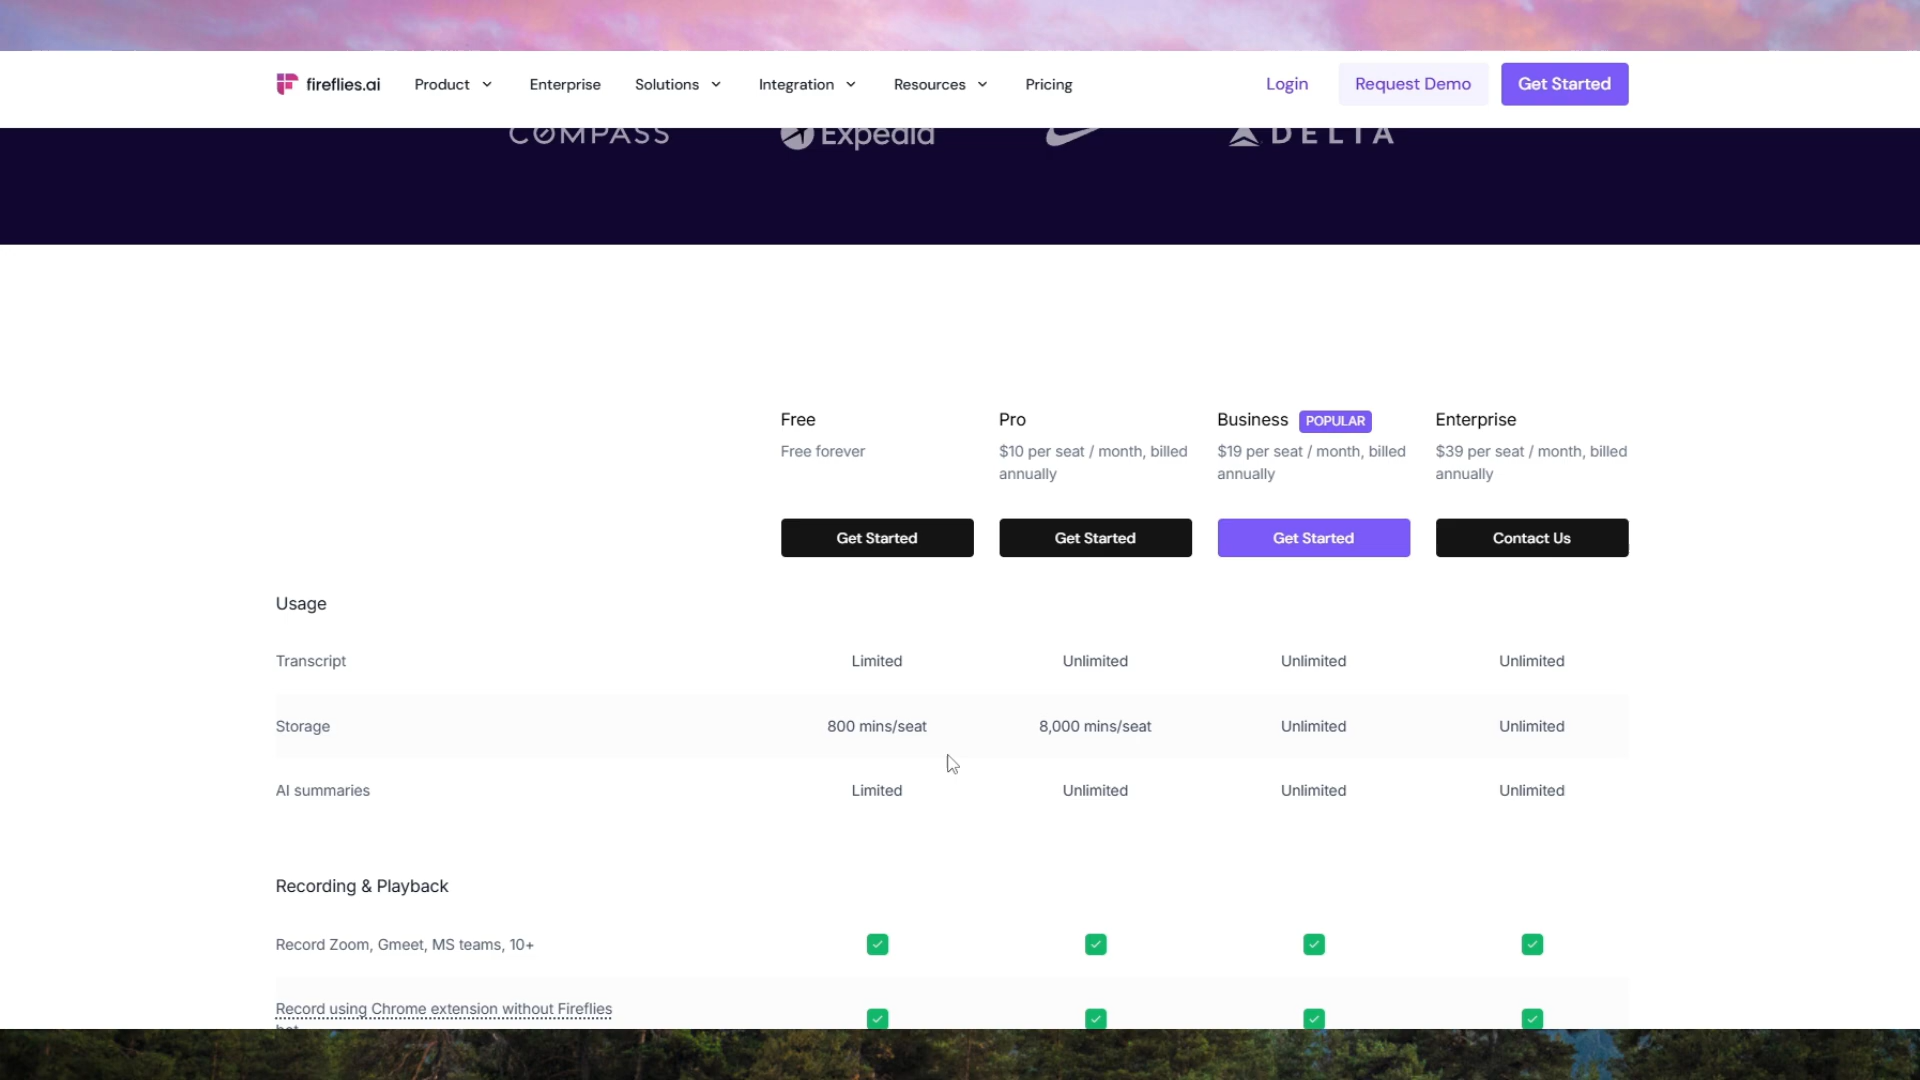 fireflies.ai Product Enterprise Solutions Integration Resources Pricing Login Request Demo Get Started
COMPASS Expedia DELTA
Free Pro Business POPULAR Enterprise
Free forever $10 per seat / month, billed annually $19 per seat / month, billed annually $39 per seat / month, billed annually
Get Started Get Started Get Started Contact Us
Usage
Transcript Limited Unlimited Unlimited Unlimited
Storage 800 mins/seat 8,000 mins/seat Unlimited Unlimited
AI summaries Limited Unlimited Unlimited Unlimited
Recording & Playback
Record Zoom, Gmeet, MS teams, 10+
Record using Chrome extension without Fireflies